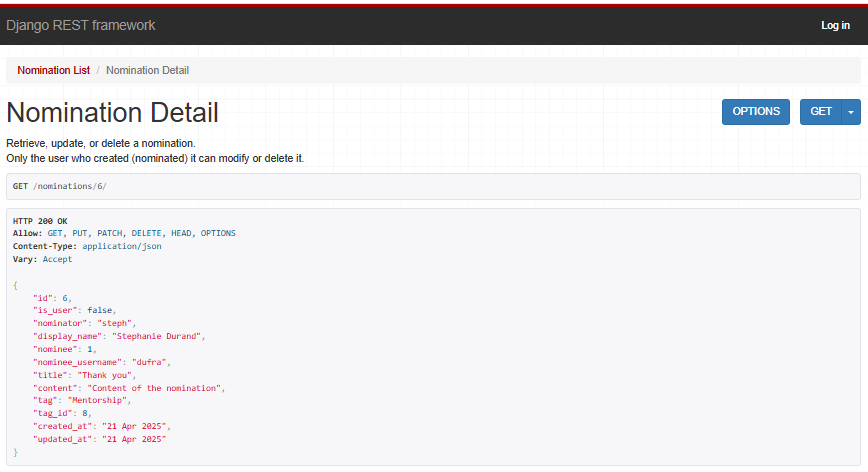 Django REST framework
Log in
Nomination List / Nomination Detail
Nomination Detail
OPTIONS
GET
Retrieve, update, or delete a nomination.
Only the user who created (nominated) it can modify or delete it.
GET /nominations/6/
HTTP 200 OK
Allow: GET, PUT, PATCH, DELETE, HEAD, OPTIONS
Content-Type: application/json
Vary: Accept
{
    "id": 6,
    "is_user": false,
    "nominator": "steph",
    "display_name": "Stephanie Durand",
    "nominee": 1,
    "nominee_username": "dufra",
    "title": "Thank you",
    "content": "Content of the nomination",
    "tag": "Mentorship",
    "tag_id": 8,
    "created_at": "21 Apr 2025",
    "updated_at": "21 Apr 2025"
}